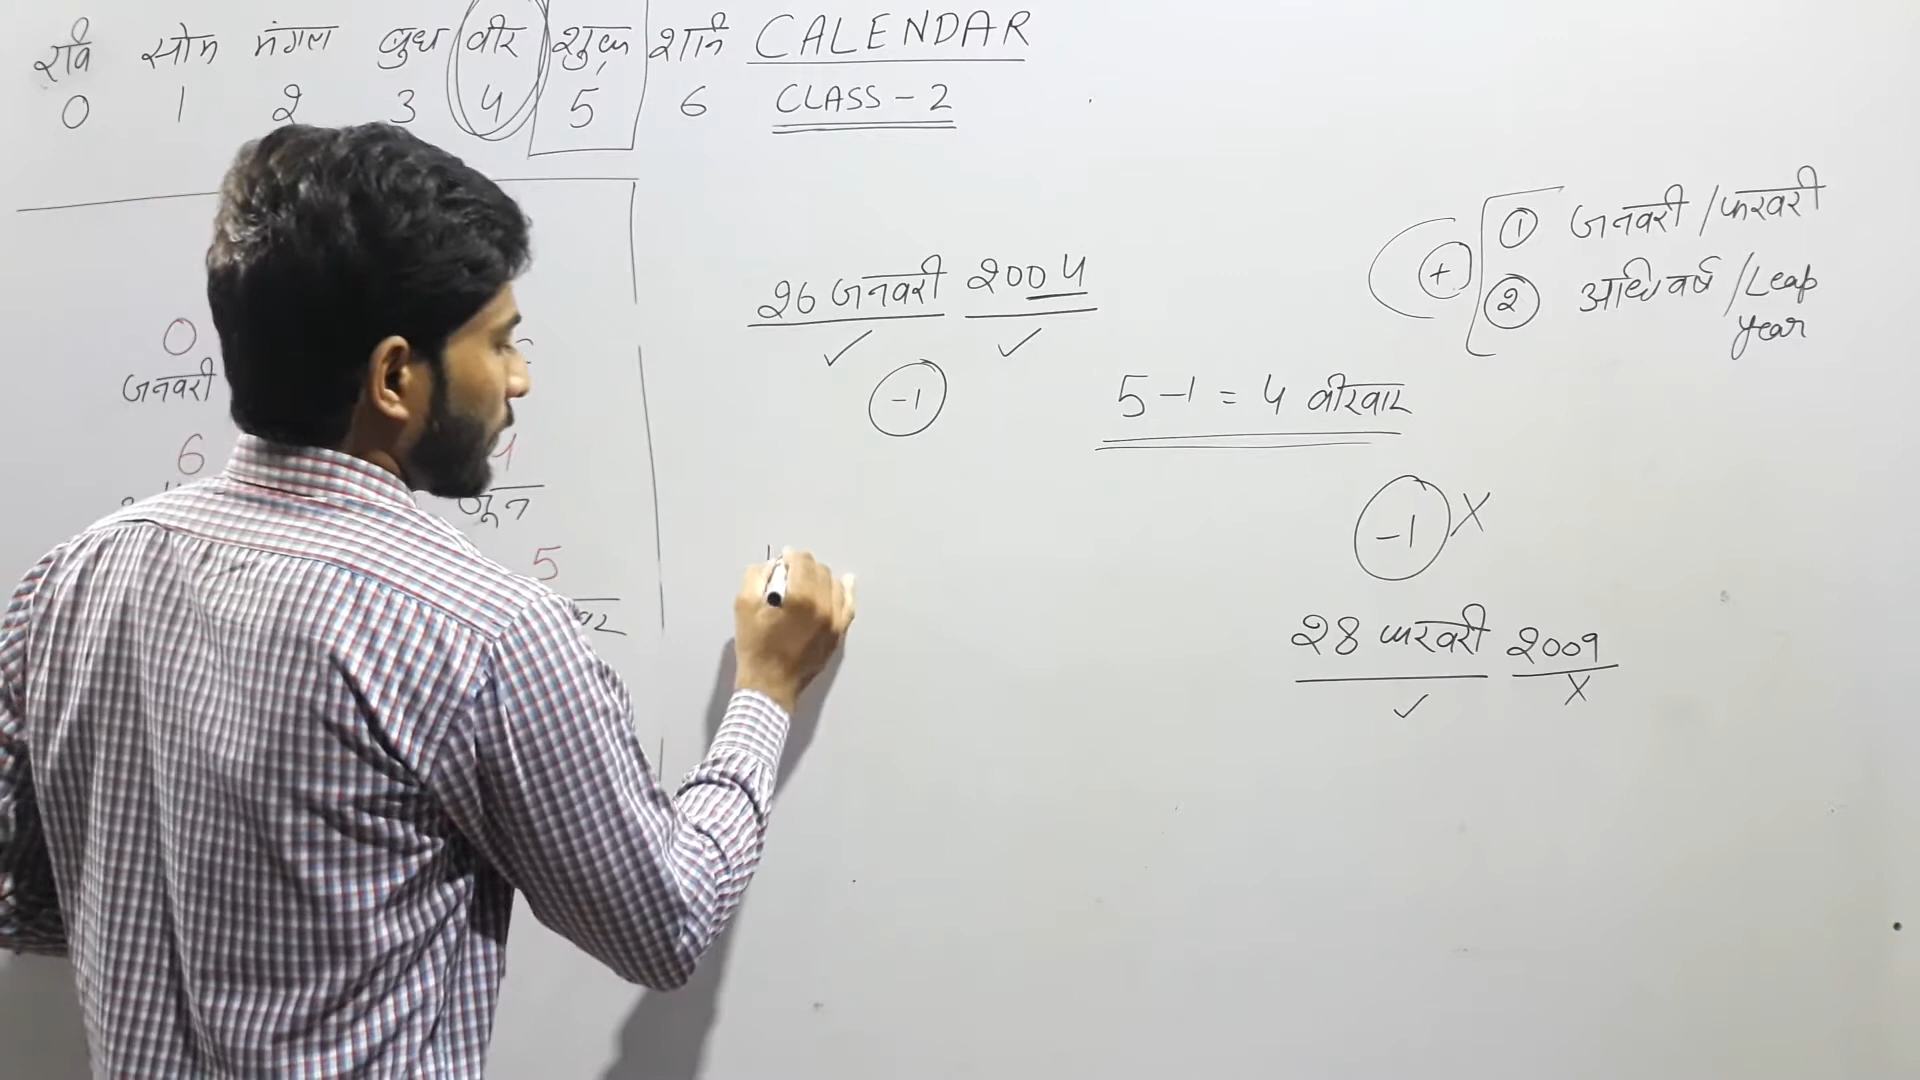 रवि सोम मंगल बुध वीर शुक्र शनि CALENDAR
0 1 2 3 4 5 6 CLASS - 2
① जनवरी / फरवरी
+
② अधिवर्ष / Leap year
26 जनवरी 2004
✓ ✓
-1
5 - 1 = 4 वीरवार
-1 X
28 फरवरी 2009
✓ X
0
जनवरी
6 1
जून
5